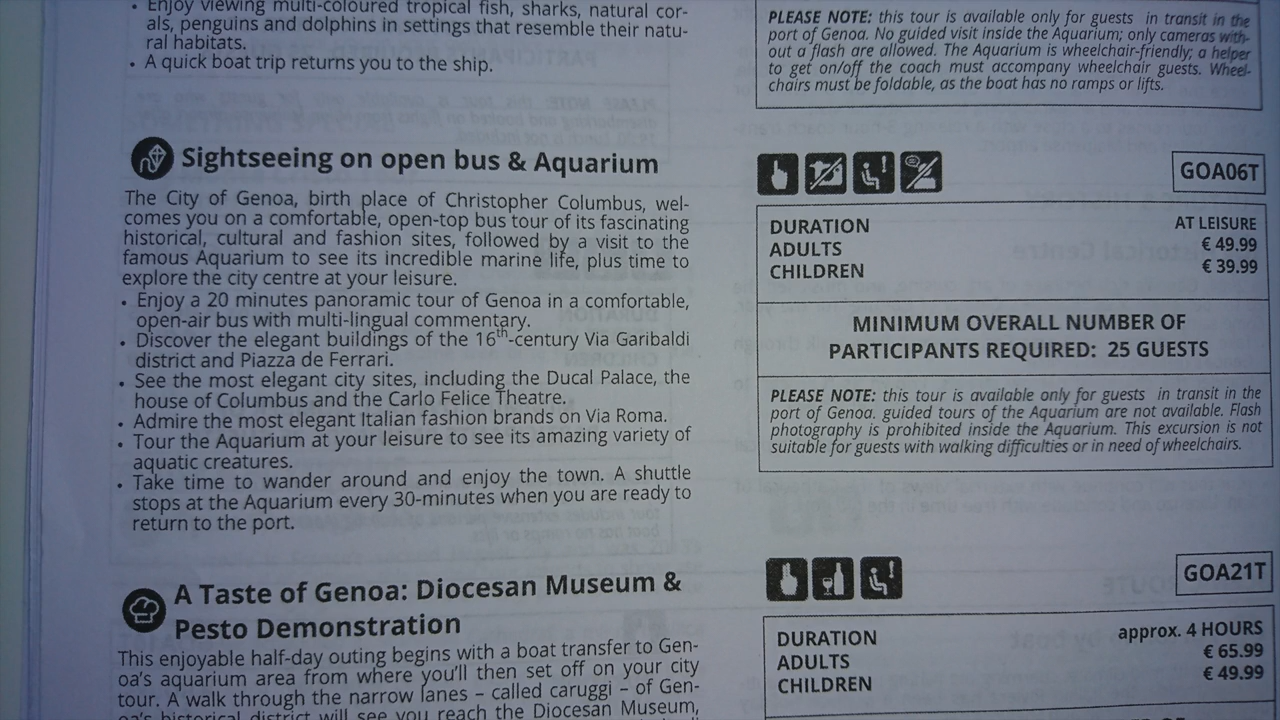 • Enjoy viewing multi-coloured tropical fish, sharks, natural cor-
als, penguins and dolphins in settings that resemble their natu-
ral habitats.
• A quick boat trip returns you to the ship.
PLEASE NOTE: this tour is available only for guests in transit in the
port of Genoa. No guided visit inside the Aquarium; only cameras with-
out a flash are allowed. The Aquarium is wheelchair-friendly; a helper
to get on/off the coach must accompany wheelchair guests. Wheel-
chairs must be foldable, as the boat has no ramps or lifts.
Sightseeing on open bus & Aquarium
The City of Genoa, birth place of Christopher Columbus, wel-
comes you on a comfortable, open-top bus tour of its fascinating
historical, cultural and fashion sites, followed by a visit to the
famous Aquarium to see its incredible marine life, plus time to
explore the city centre at your leisure.
• Enjoy a 20 minutes panoramic tour of Genoa in a comfortable,
open-air bus with multi-lingual commentary.
• Discover the elegant buildings of the 16th-century Via Garibaldi
district and Piazza de Ferrari.
• See the most elegant city sites, including the Ducal Palace, the
house of Columbus and the Carlo Felice Theatre.
• Admire the most elegant Italian fashion brands on Via Roma.
• Tour the Aquarium at your leisure to see its amazing variety of
aquatic creatures.
• Take time to wander around and enjoy the town. A shuttle
stops at the Aquarium every 30-minutes when you are ready to
return to the port.
GOA06T
DURATION AT LEISURE
ADULTS € 49.99
CHILDREN € 39.99
MINIMUM OVERALL NUMBER OF
PARTICIPANTS REQUIRED: 25 GUESTS
PLEASE NOTE: this tour is available only for guests in transit in the
port of Genoa. guided tours of the Aquarium are not available. Flash
photography is prohibited inside the Aquarium. This excursion is not
suitable for guests with walking difficulties or in need of wheelchairs.
A Taste of Genoa: Diocesan Museum &
Pesto Demonstration
This enjoyable half-day outing begins with a boat transfer to Gen-
oa's aquarium area from where you'll then set off on your city
tour. A walk through the narrow lanes – called caruggi – of Gen-
oa's historical district will see you reach the Diocesan Museum,
GOA21T
DURATION approx. 4 HOURS
ADULTS € 65.99
CHILDREN € 49.99